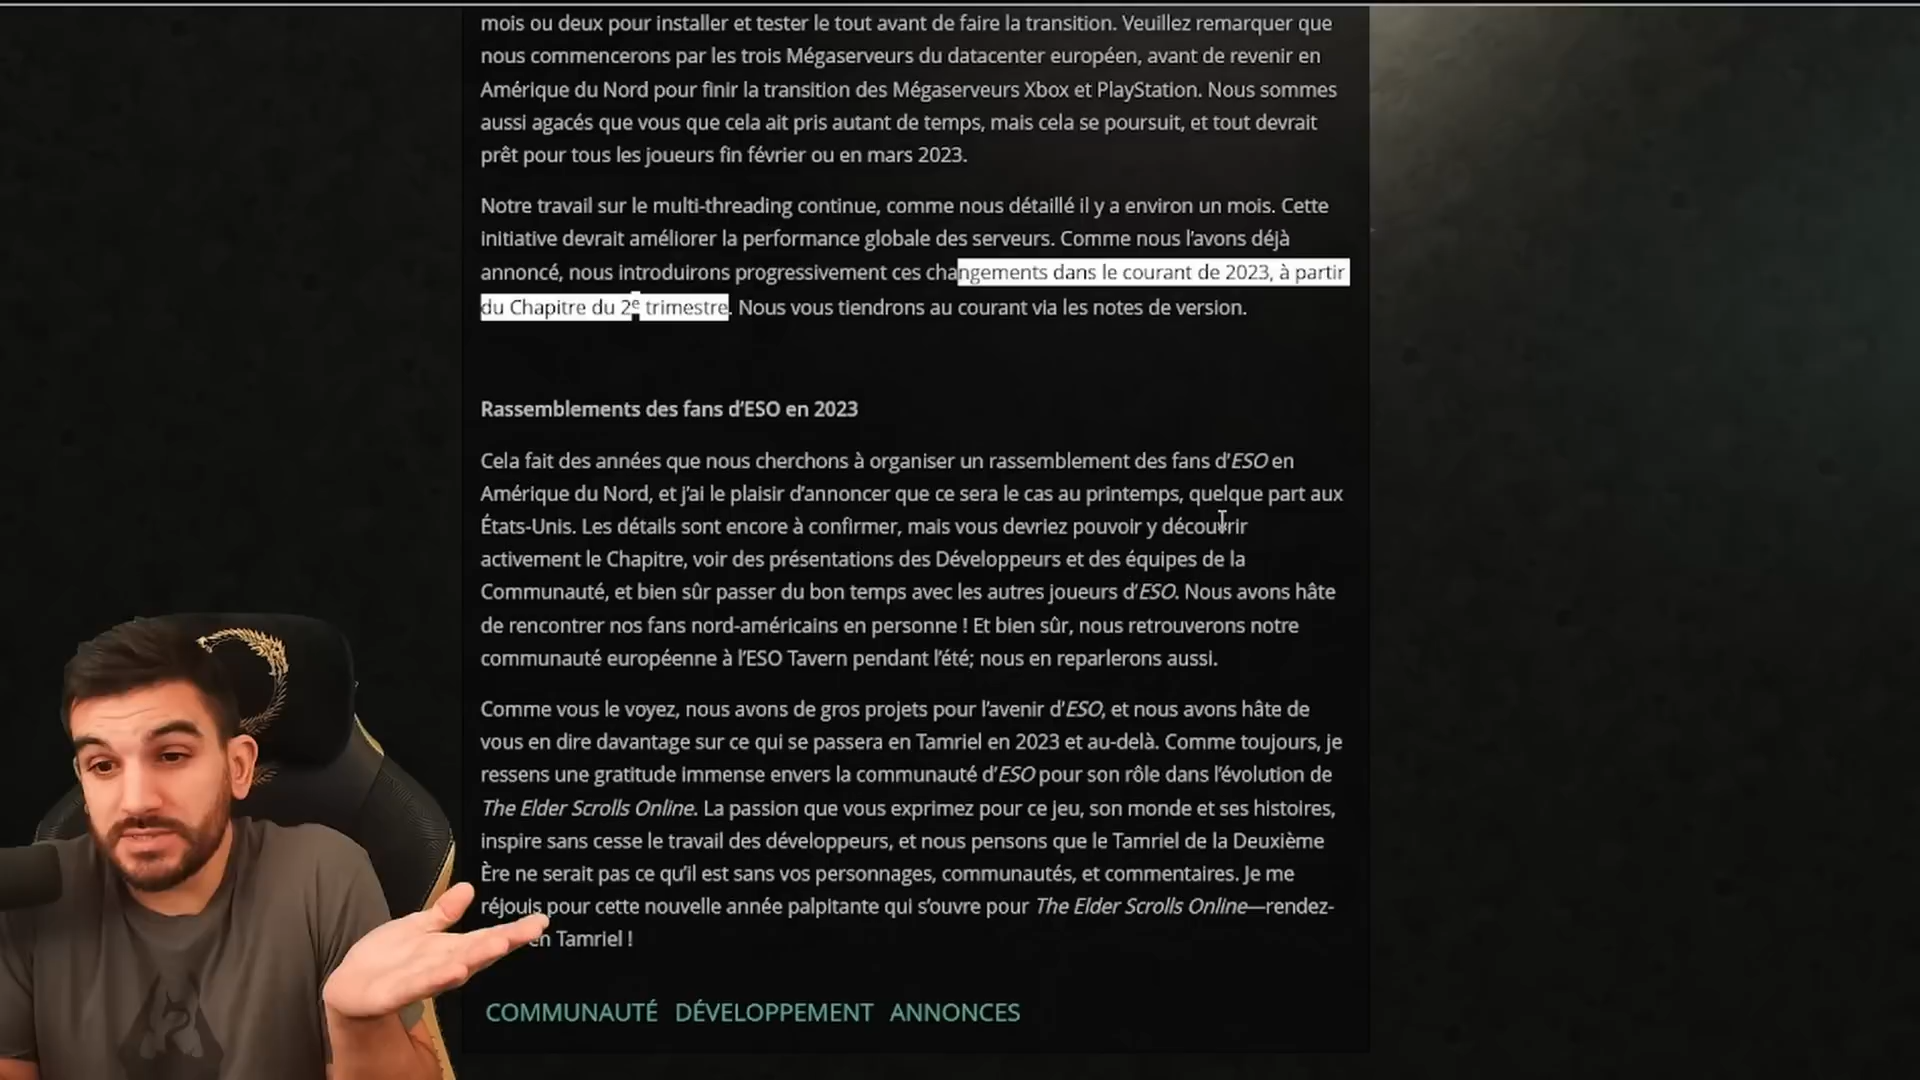 mois ou deux pour installer et tester le tout avant de faire la transition. Veuillez remarquer que
nous commencerons par les trois Mégaserveurs du datacenter européen, avant de revenir en
Amérique du Nord pour finir la transition des Mégaserveurs Xbox et PlayStation. Nous sommes
aussi agacés que vous que cela ait pris autant de temps, mais cela se poursuit, et tout devrait
prêt pour tous les joueurs fin février ou en mars 2023.
Notre travail sur le multi-threading continue, comme nous détaillé il y a environ un mois. Cette
initiative devrait améliorer la performance globale des serveurs. Comme nous l’avons déjà
annoncé, nous introduirons progressivement ces changements dans le courant de 2023, à partir
du Chapitre du 2e trimestre. Nous vous tiendrons au courant via les notes de version.
Rassemblements des fans d’ESO en 2023
Cela fait des années que nous cherchons à organiser un rassemblement des fans d’ESO en
Amérique du Nord, et j’ai le plaisir d’annoncer que ce sera le cas au printemps, quelque part aux
États-Unis. Les détails sont encore à confirmer, mais vous devriez pouvoir y découvrir
activement le Chapitre, voir des présentations des Développeurs et des équipes de la
Communauté, et bien sûr passer du bon temps avec les autres joueurs d’ESO. Nous avons hâte
de rencontrer nos fans nord-américains en personne ! Et bien sûr, nous retrouverons notre
communauté européenne à l’ESO Tavern pendant l’été; nous en reparlerons aussi.
Comme vous le voyez, nous avons de gros projets pour l’avenir d’ESO, et nous avons hâte de
vous en dire davantage sur ce qui se passera en Tamriel en 2023 et au-delà. Comme toujours, je
ressens une gratitude immense envers la communauté d’ESO pour son rôle dans l’évolution de
The Elder Scrolls Online. La passion que vous exprimez pour ce jeu, son monde et ses histoires,
inspire sans cesse le travail des développeurs, et nous pensons que le Tamriel de la Deuxième
Ère ne serait pas ce qu’il est sans vos personnages, communautés, et commentaires. Je me
réjouis pour cette nouvelle année palpitante qui s’ouvre pour The Elder Scrolls Online—rendez-
en Tamriel !
COMMUNAUTÉ DÉVELOPPEMENT ANNONCES